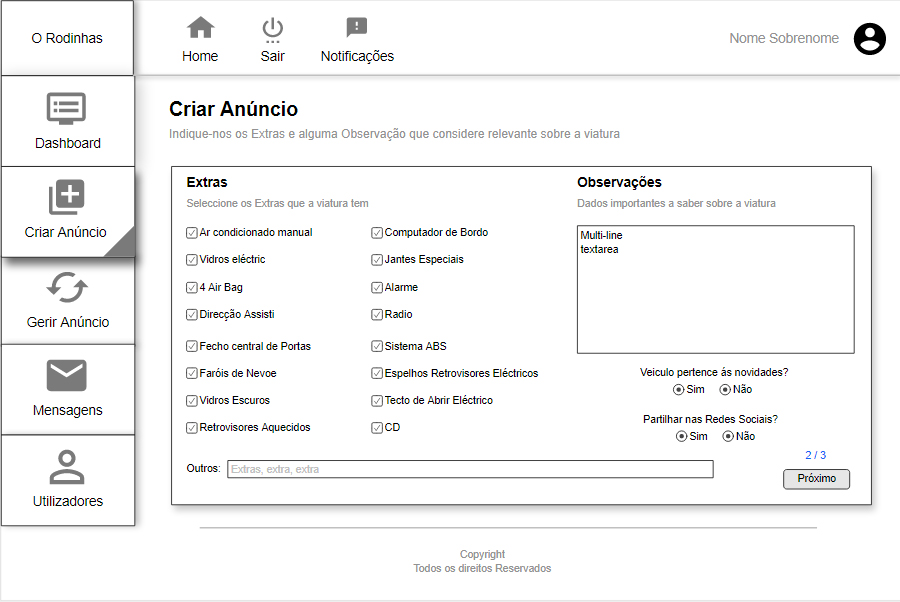 O Rodinhas
Home
Sair
Notificações
Nome Sobrenome
Dashboard
Criar Anúncio
Gerir Anúncio
Mensagens
Utilizadores
Criar Anúncio
Indique-nos os Extras e alguma Observação que considere relevante sobre a viatura
Extras
Seleccione os Extras que a viatura tem
Ar condicionado manual
Computador de Bordo
Vidros eléctric
Jantes Especiais
4 Air Bag
Alarme
Direcção Assisti
Radio
Fecho central de Portas
Sistema ABS
Faróis de Nevoe
Espelhos Retrovisores Eléctricos
Vidros Escuros
Tecto de Abrir Eléctrico
Retrovisores Aquecidos
CD
Outros:
Extras, extra, extra
Observações
Dados importantes a saber sobre a viatura
Multi-line
textarea
Veiculo pertence ás novidades?
Sim
Não
Partilhar nas Redes Sociais?
Sim
Não
2 / 3
Próximo
Copyright
Todos os direitos Reservados